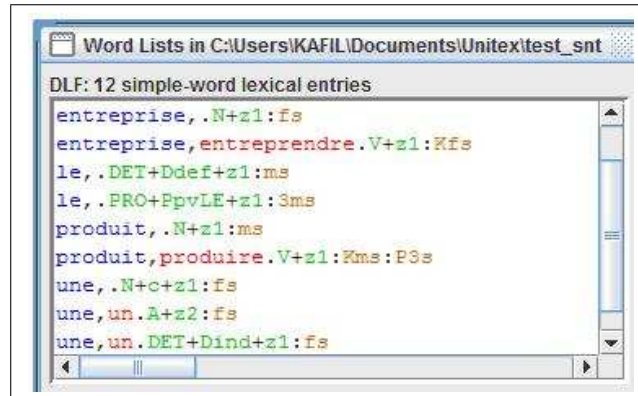 Word Lists in C:\Users\KAFIL\Documents\Unitex\test_snt
DLF: 12 simple-word lexical entries
entreprise,.N+z1:fs
entreprise,entreprendre.V+z1:Kfs
le,.DET+Ddef+z1:ms
le,.PRO+PpvLE+z1:3ms
produit,.N+z1:ms
produit,produire.V+z1:Kms:P3s
une,.N+c+z1:fs
une,un.A+z2:fs
une,un.DET+Dind+z1:fs